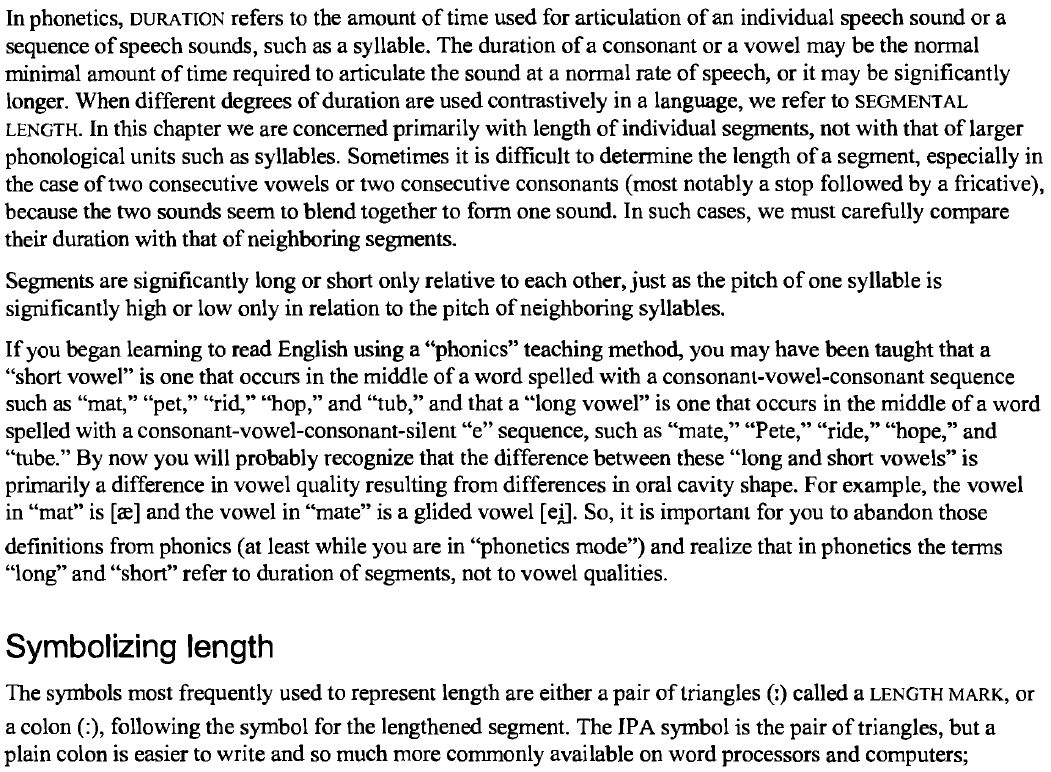 In phonetics, DURATION refers to the amount of time used for articulation of an individual speech sound or a
sequence of speech sounds, such as a syllable. The duration of a consonant or a vowel may be the normal
minimal amount of time required to articulate the sound at a normal rate of speech, or it may be significantly
longer. When different degrees of duration are used contrastively in a language, we refer to SEGMENTAL
LENGTH. In this chapter we are concerned primarily with length of individual segments, not with that of larger
phonological units such as syllables. Sometimes it is difficult to determine the length of a segment, especially in
the case of two consecutive vowels or two consecutive consonants (most notably a stop followed by a fricative),
because the two sounds seem to blend together to form one sound. In such cases, we must carefully compare
their duration with that of neighboring segments.
Segments are significantly long or short only relative to each other, just as the pitch of one syllable is
significantly high or low only in relation to the pitch of neighboring syllables.
If you began learning to read English using a “phonics” teaching method, you may have been taught that a
“short vowel” is one that occurs in the middle of a word spelled with a consonant-vowel-consonant sequence
such as “mat,” “pet,” “rid,” “hop,” and “tub,” and that a “long vowel” is one that occurs in the middle of a word
spelled with a consonant-vowel-consonant-silent “e” sequence, such as “mate,” “Pete,” “ride,” “hope,” and
“tube.” By now you will probably recognize that the difference between these “long and short vowels” is
primarily a difference in vowel quality resulting from differences in oral cavity shape. For example, the vowel
in “mat” is [æ] and the vowel in “mate” is a glided vowel [ei̯]. So, it is important for you to abandon those
definitions from phonics (at least while you are in “phonetics mode”) and realize that in phonetics the terms
“long” and “short” refer to duration of segments, not to vowel qualities.
Symbolizing length
The symbols most frequently used to represent length are either a pair of triangles (ː) called a LENGTH MARK, or
a colon (:), following the symbol for the lengthened segment. The IPA symbol is the pair of triangles, but a
plain colon is easier to write and so much more commonly available on word processors and computers;